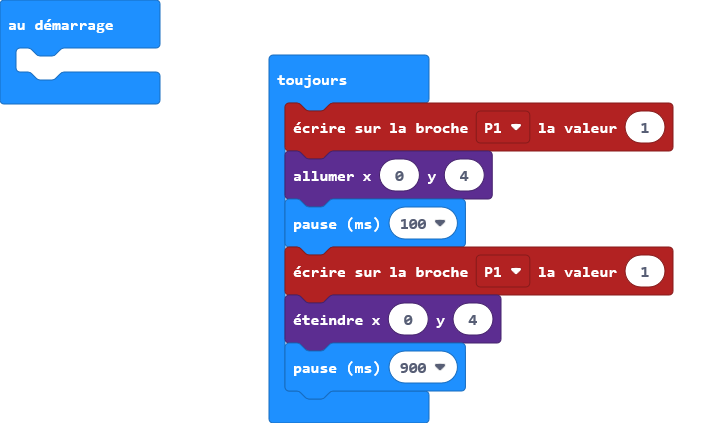 au démarrage
toujours
écrire sur la broche P1 la valeur 1
allumer x 0 y 4
pause (ms) 100
écrire sur la broche P1 la valeur 1
éteindre x 0 y 4
pause (ms) 900